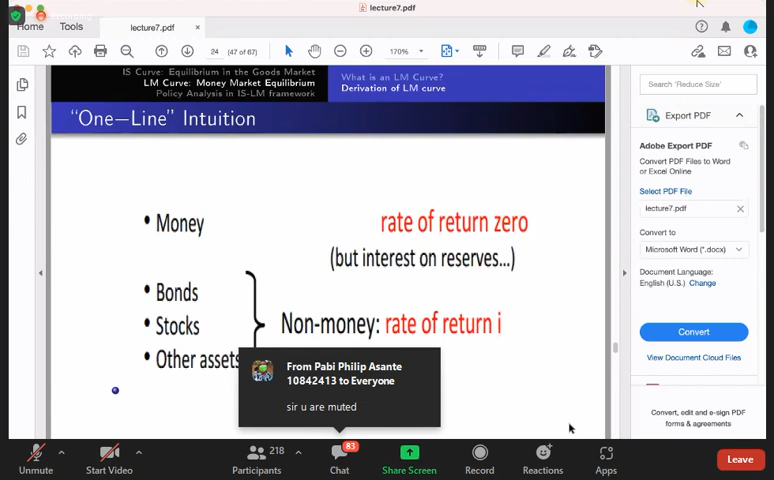 lecture7.pdf
Home
Tools
lecture7.pdf ×
24 (47 of 67)
170%
IS Curve: Equilibrium in the Goods Market
LM Curve: Money Market Equilibrium
Policy Analysis in IS-LM framework
What is an LM Curve?
Derivation of LM curve
"One—Line" Intuition
• Money rate of return zero
(but interest on reserves...)
• Bonds
• Stocks
• Other assets
Non-money: rate of return i
Search 'Reduce Size'
Export PDF
Adobe Export PDF
Convert PDF Files to Word
or Excel Online
Select PDF File
lecture7.pdf
Convert to
Microsoft Word (*.docx)
Document Language:
English (U.S.) Change
Convert
View Document Cloud Files
Convert, edit and e-sign PDF
forms & agreements
From Pabi Philip Asante
10842413 to Everyone
sir u are muted
Unmute
Start Video
218
Participants
83
Chat
Share Screen
Record
Reactions
Apps
Leave